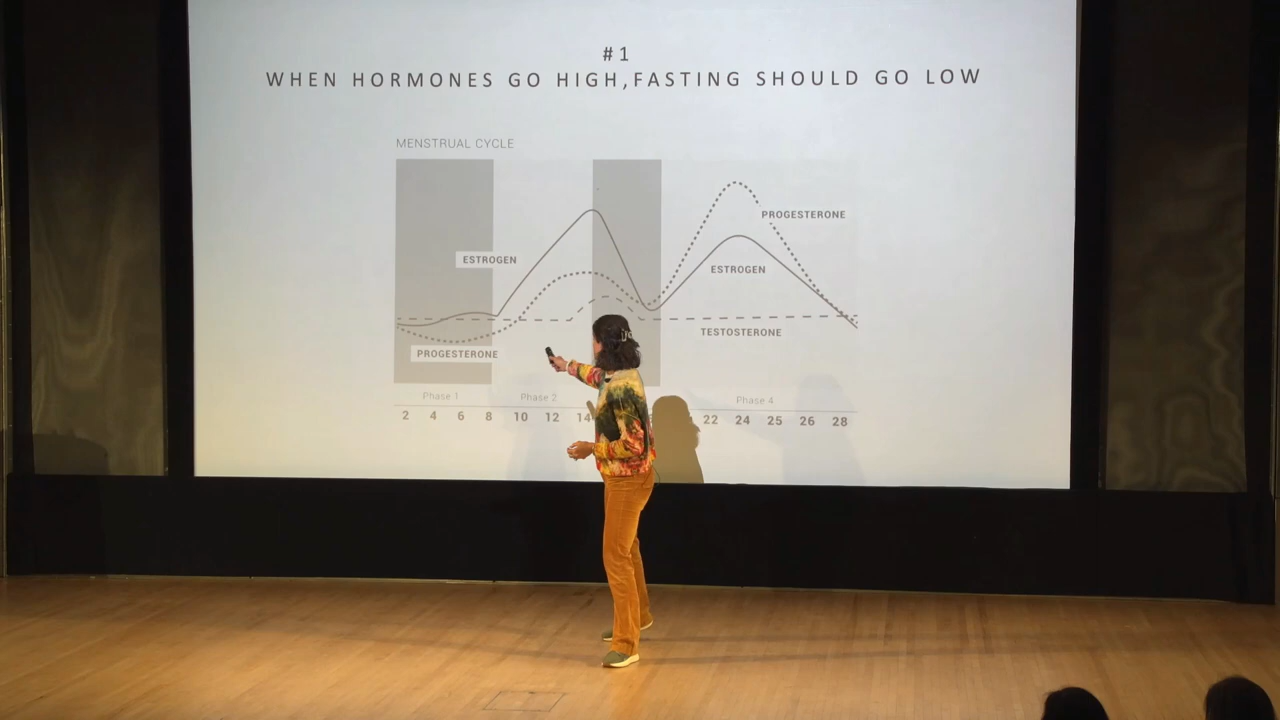 #1
WHEN HORMONES GO HIGH,FASTING SHOULD GO LOW
MENSTRUAL CYCLE
PROGESTERONE
ESTROGEN
ESTROGEN
TESTOSTERONE
PROGESTERONE
Phase 1 Phase 2 Phase 4
2 4 6 8 10 12 14 22 24 25 26 28